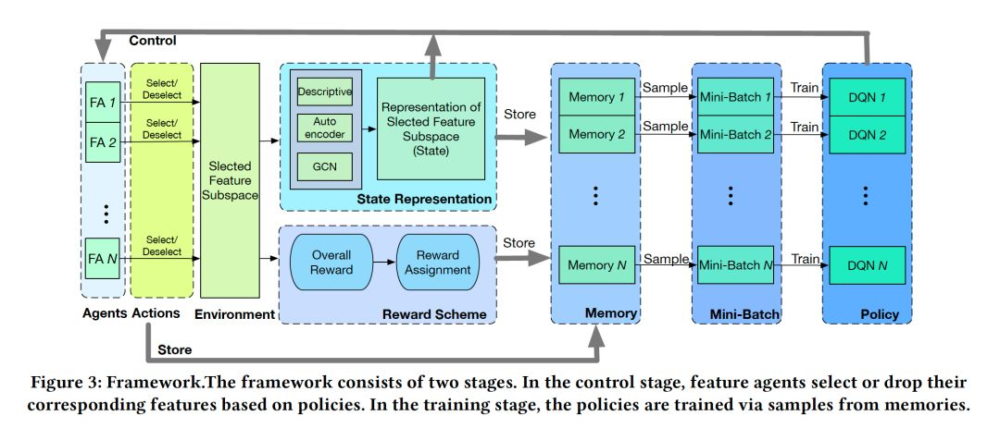 Control
Select/
Deselect
FA 1
Select/
Deselect
FA 2
Select/
Deselect
FA N
Slected
Feature
Subspace
Descriptive
Auto
encoder
GCN
Representation of
Slected Feature
Subspace
(State)
State Representation
Overall
Reward
Reward
Assignment
Reward Scheme
Store
Store
Memory 1
Memory 2
Memory N
Sample
Sample
Sample
Mini-Batch 1
Mini-Batch 2
Mini-Batch N
Train
Train
Train
DQN 1
DQN 2
DQN N
Agents
Actions
Environment
Memory
Mini-Batch
Policy
Store
Figure 3: Framework.The framework consists of two stages. In the control stage, feature agents select or drop their
corresponding features based on policies. In the training stage, the policies are trained via samples from memories.